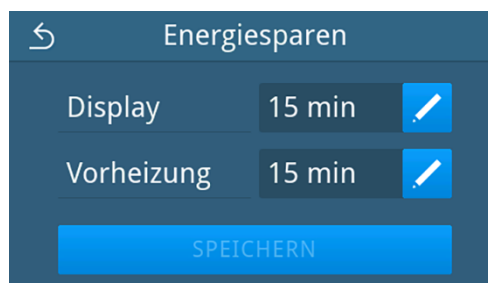 Energiesparen
Display 15 min
Vorheizung 15 min
SPEICHERN